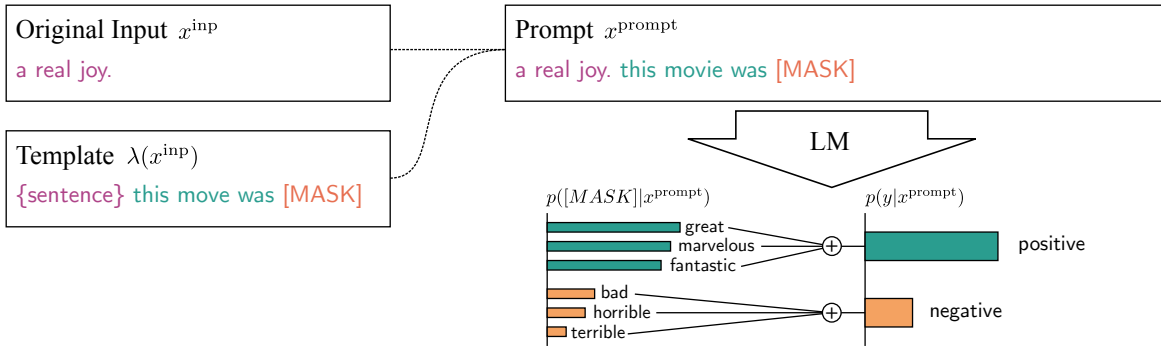 Original Input x^inp
a real joy.
Prompt x^prompt
a real joy. this movie was [MASK]
Template λ(x^inp)
{sentence} this move was [MASK]
LM
p([MASK]|x^prompt)
p(y|x^prompt)
great
marvelous
fantastic
positive
bad
horrible
terrible
negative